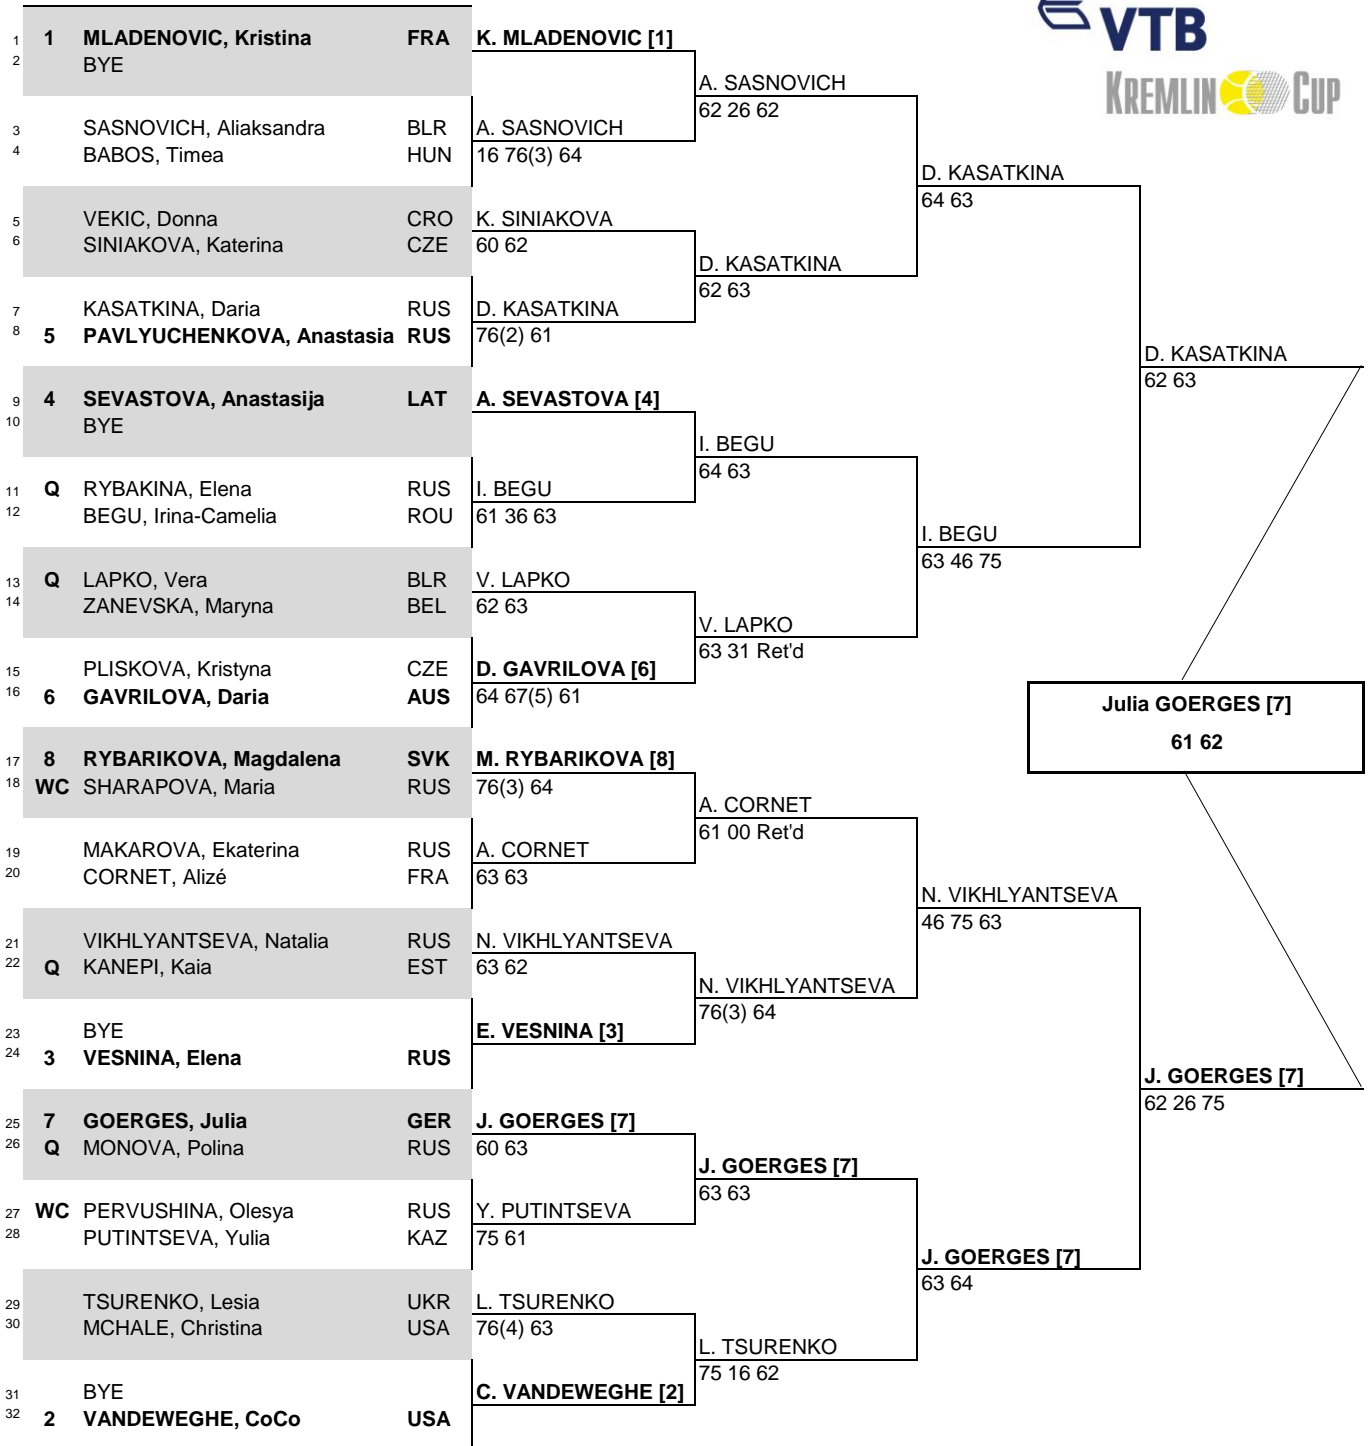 VTB
KREMLIN CUP
1 1 MLADENOVIC, Kristina FRA K. MLADENOVIC [1]
2 BYE
A. SASNOVICH
62 26 62
3 SASNOVICH, Aliaksandra BLR A. SASNOVICH
4 BABOS, Timea HUN 16 76(3) 64
D. KASATKINA
64 63
5 VEKIC, Donna CRO K. SINIAKOVA
6 SINIAKOVA, Katerina CZE 60 62
D. KASATKINA
62 63
7 KASATKINA, Daria RUS D. KASATKINA
8 5 PAVLYUCHENKOVA, Anastasia RUS 76(2) 61
D. KASATKINA
62 63
9 4 SEVASTOVA, Anastasija LAT A. SEVASTOVA [4]
10 BYE
I. BEGU
64 63
11 Q RYBAKINA, Elena RUS I. BEGU
12 BEGU, Irina-Camelia ROU 61 36 63
I. BEGU
63 46 75
13 Q LAPKO, Vera BLR V. LAPKO
14 ZANEVSKA, Maryna BEL 62 63
V. LAPKO
63 31 Ret'd
15 PLISKOVA, Kristyna CZE D. GAVRILOVA [6]
16 6 GAVRILOVA, Daria AUS 64 67(5) 61
Julia GOERGES [7]
61 62
17 8 RYBARIKOVA, Magdalena SVK M. RYBARIKOVA [8]
18 WC SHARAPOVA, Maria RUS 76(3) 64
A. CORNET
61 00 Ret'd
19 MAKAROVA, Ekaterina RUS A. CORNET
20 CORNET, Alizé FRA 63 63
N. VIKHLYANTSEVA
46 75 63
21 VIKHLYANTSEVA, Natalia RUS N. VIKHLYANTSEVA
22 Q KANEPI, Kaia EST 63 62
N. VIKHLYANTSEVA
76(3) 64
23 BYE E. VESNINA [3]
24 3 VESNINA, Elena RUS
J. GOERGES [7]
62 26 75
25 7 GOERGES, Julia GER J. GOERGES [7]
26 Q MONOVA, Polina RUS 60 63
J. GOERGES [7]
63 63
27 WC PERVUSHINA, Olesya RUS Y. PUTINTSEVA
28 PUTINTSEVA, Yulia KAZ 75 61
J. GOERGES [7]
63 64
29 TSURENKO, Lesia UKR L. TSURENKO
30 MCHALE, Christina USA 76(4) 63
L. TSURENKO
75 16 62
31 BYE C. VANDEWEGHE [2]
32 2 VANDEWEGHE, CoCo USA